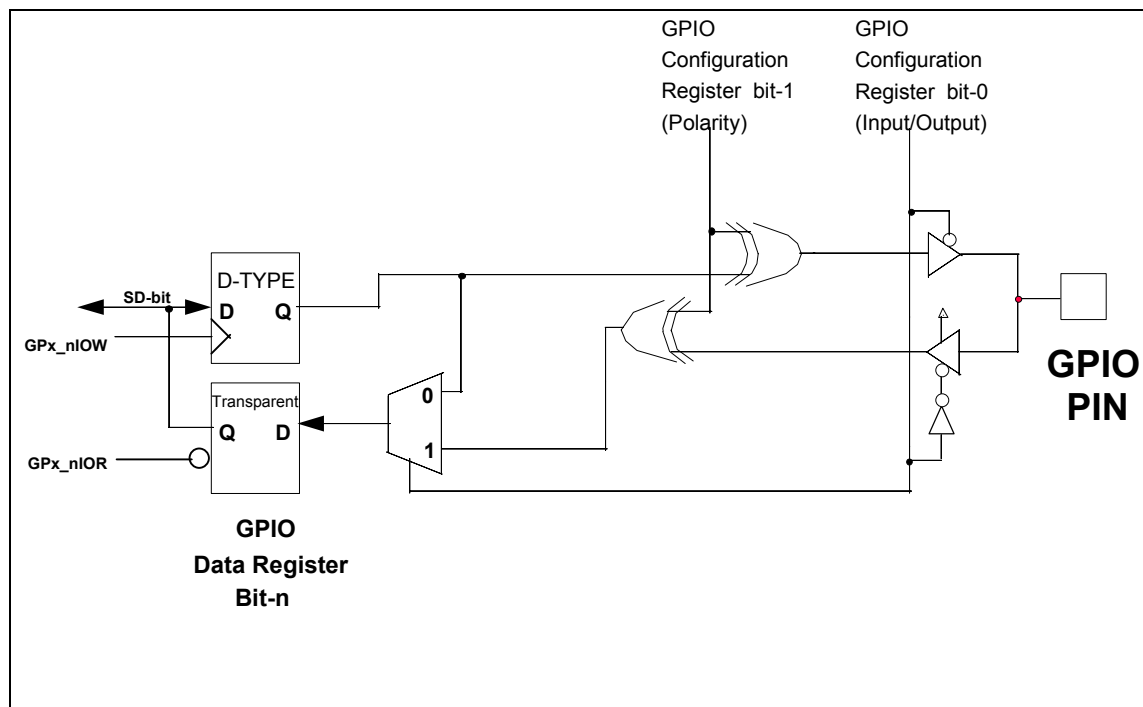 GPIO
Configuration
Register bit-1
(Polarity)
GPIO
Configuration
Register bit-0
(Input/Output)
D-TYPE
SD-bit
D
Q
GPx_nIOW
Transparent
Q
D
0
1
GPx_nIOR
GPIO
PIN
GPIO
Data Register
Bit-n